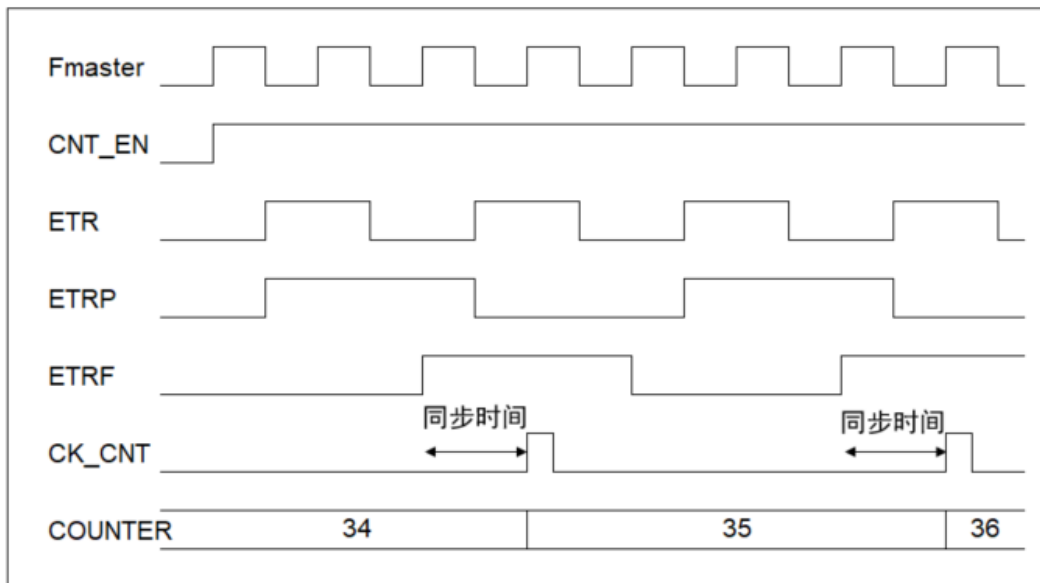 Fmaster
CNT_EN
ETR
ETRP
ETRF
同步时间 同步时间
CK_CNT
COUNTER 34 35 36